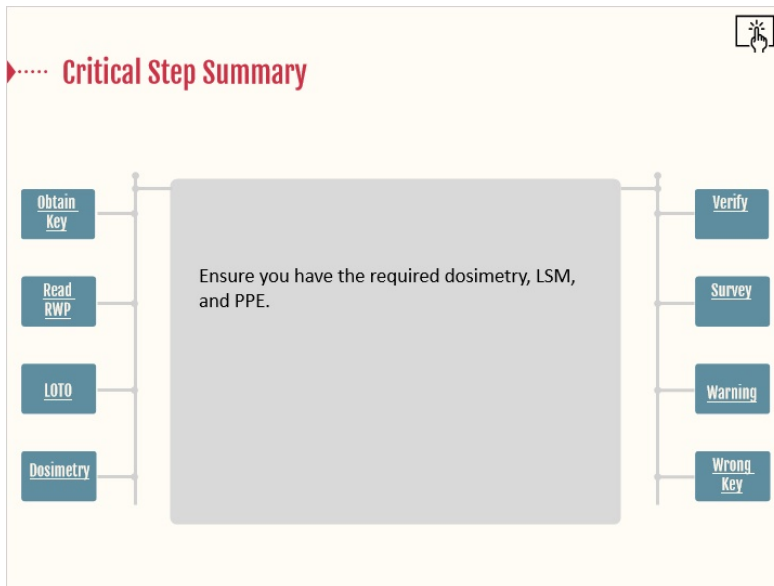 Critical Step Summary
Obtain
Key
Read
RWP
LOTO
Dosimetry
Ensure you have the required dosimetry, LSM,
and PPE.
Verify
Survey
Warning
Wrong
Key